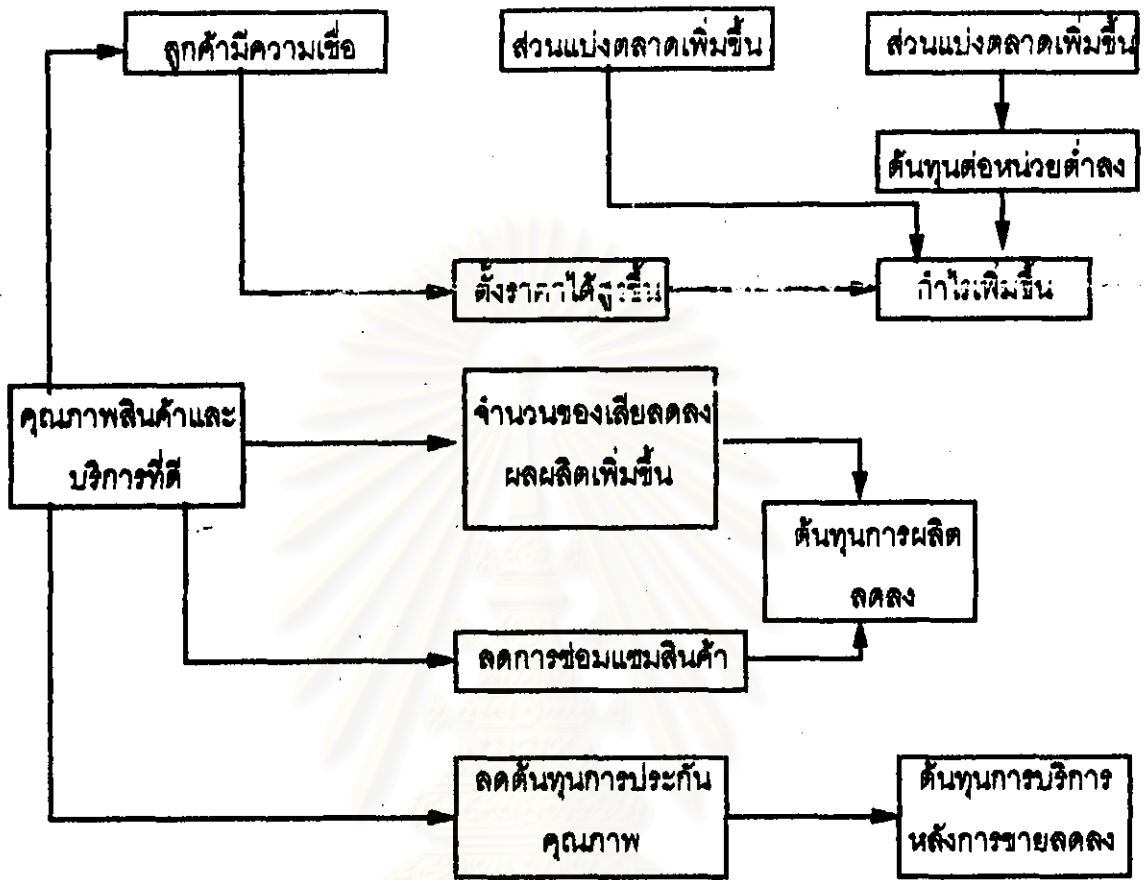 ลูกค้ามีความเชื่อ
ส่วนแบ่งตลาดเพิ่มขึ้น
ส่วนแบ่งตลาดเพิ่มขึ้น
ต้นทุนต่อหน่วยต่ำลง
ตั้งราคาได้สูงขึ้น
กำไรเพิ่มขึ้น
คุณภาพสินค้าและ
บริการที่ดี
จำนวนของเสียลดลง
ผลผลิตเพิ่มขึ้น
ต้นทุนการผลิต
ลดลง
ลดการซ่อมแซมสินค้า
ลดต้นทุนการประกัน
คุณภาพ
ต้นทุนการบริการ
หลังการขายลดลง